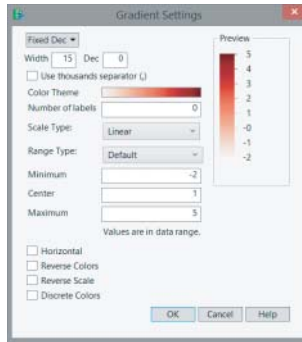 Gradient Settings
Fixed Dec
Preview
Width 15 Dec 0
Use thousands separator (,)
Color Theme
Number of labels 0
Scale Type: Linear
Range Type: Default
Minimum -2
Center 1
Maximum 5
Values are in data range.
5
4
3
2
1
-0
-1
-2
Horizontal
Reverse Colors
Reverse Scale
Discrete Colors
OK Cancel Help